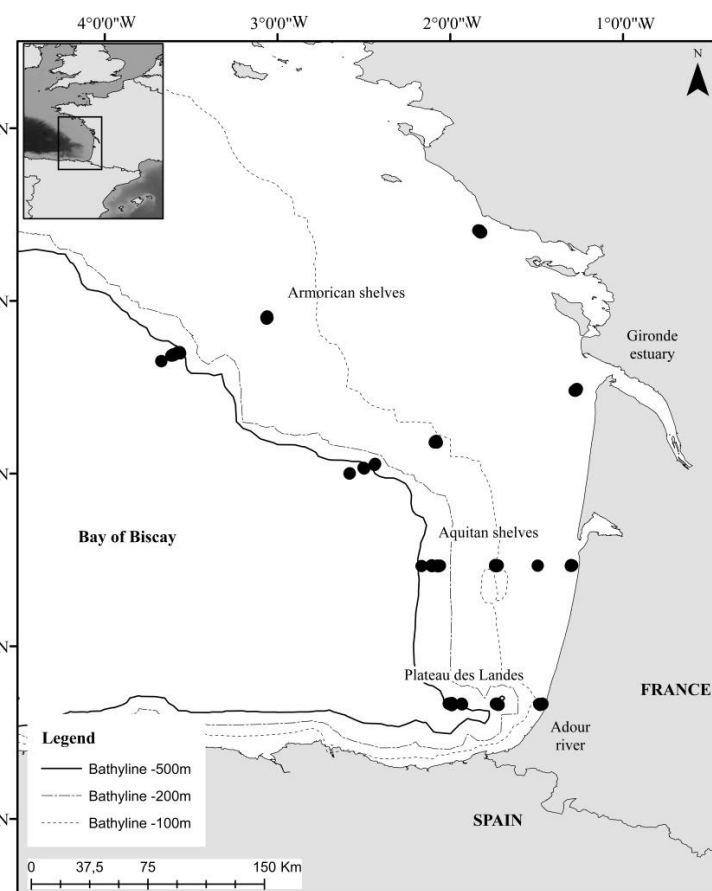 4°0'0"W 3°0'0"W 2°0'0"W 1°0'0"W
N
N
Armorican shelves
N
Gironde
estuary
N
Bay of Biscay
Aquitan shelves
N
Plateau des Landes
FRANCE
Adour
river
Legend
Bathyline -500m
Bathyline -200m
Bathyline -100m
N
SPAIN
0 37,5 75 150 Km